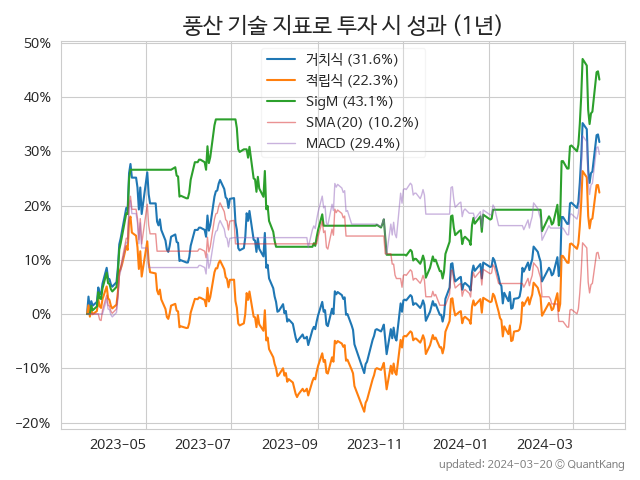 풍산 기술 지표로 투자 시 성과 (1년)
50%
40%
30%
20%
10%
0%
−10%
−20%
거치식 (31.6%)
적립식 (22.3%)
SigM (43.1%)
SMA(20) (10.2%)
MACD (29.4%)
2023-05
2023-07
2023-09
2023-11
2024-01
2024-03
updated: 2024-03-20 © QuantKang